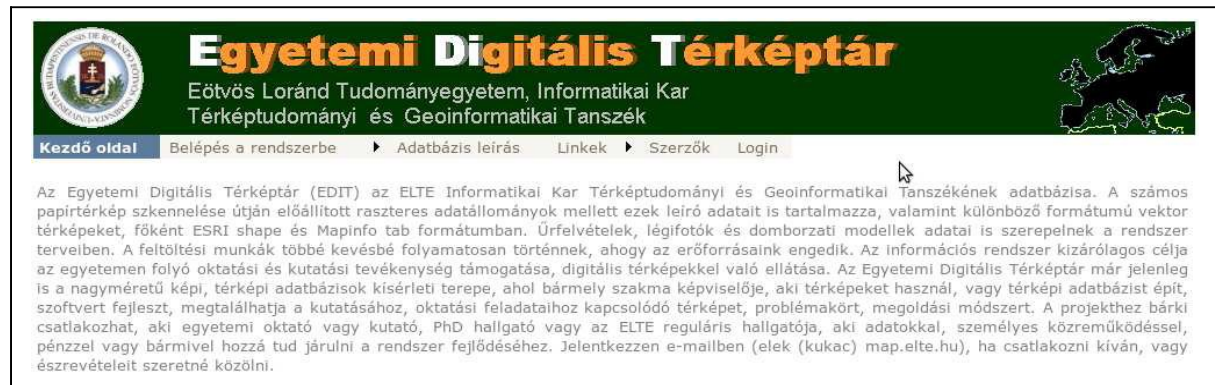 Egyetemi Digitális Térképtár
Eötvös Loránd Tudományegyetem, Informatikai Kar
Térképtudományi és Geoinformatikai Tanszék
Kezdő oldal Belépés a rendszerbe Adatbázis leírás Linkek Szerzők Login
Az Egyetemi Digitális Térképtár (EDIT) az ELTE Informatikai Kar Térképtudományi és Geoinformatikai Tanszékének adatbázisa. A számos
papírtérkép szkennelése útján előállított raszteres adatállományok mellett ezek leíró adatait is tartalmazza, valamint különböző formátumú vektor
térképeket, főként ESRI shape és Mapinfo tab formátumban. Űrfelvételek, légifotók és domborzati modellek adatai is szerepelnek a rendszer
terveiben. A feltöltési munkák többé kevésbé folyamatosan történnek, ahogy az erőforrásaink engedik. Az információs rendszer kizárólagos célja
az egyetemen folyó oktatási és kutatási tevékenység támogatása, digitális térképekkel való ellátása. Az Egyetemi Digitális Térképtár már jelenleg
is a nagyméretű képi, térképi adatbázisok kísérleti terepe, ahol bármely szakma képviselője, aki térképeket használ, vagy térképi adatbázist épít,
szoftvert fejleszt, megtalálhatja a kutatásához, oktatási feladataihoz kapcsolódó térképet, problémakört, megoldási módszert. A projekthez bárki
csatlakozhat, aki egyetemi oktató vagy kutató, PhD hallgató vagy az ELTE reguláris hallgatója, aki adatokkal, személyes közreműködéssel,
pénzzel vagy bármivel hozzá tud járulni a rendszer fejlődéséhez. Jelentkezzen e-mailben (elek (kukac) map.elte.hu), ha csatlakozni kíván, vagy
észrevételeit szeretné közölni.